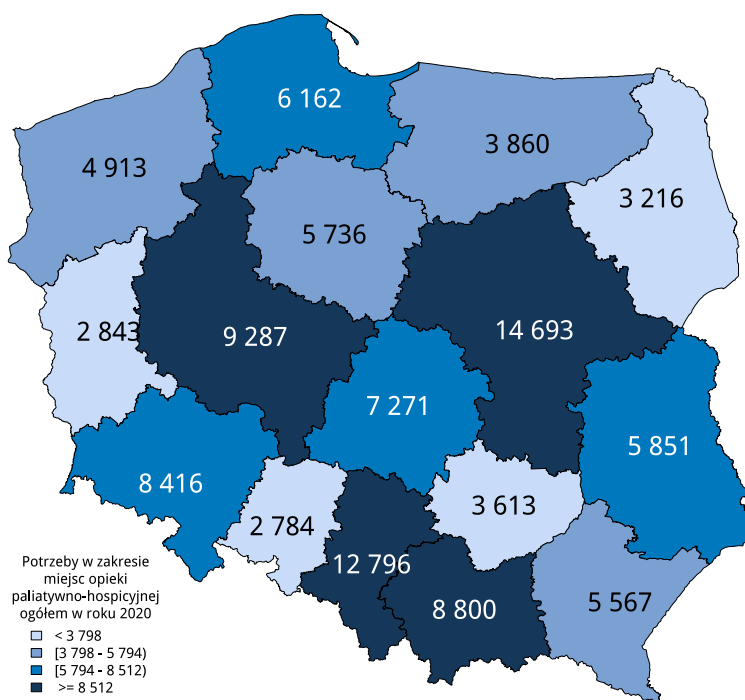 6 162
3 860
4 913
3 216
5 736
2 843
9 287
14 693
7 271
5 851
8 416
3 613
2 784
12 796
8 800
5 567
Potrzeby w zakresie
miejsc opieki
paliatywno-hospicyjnej
ogółem w roku 2020
< 3 798
[3 798 - 5 794)
[5 794 - 8 512)
>= 8 512